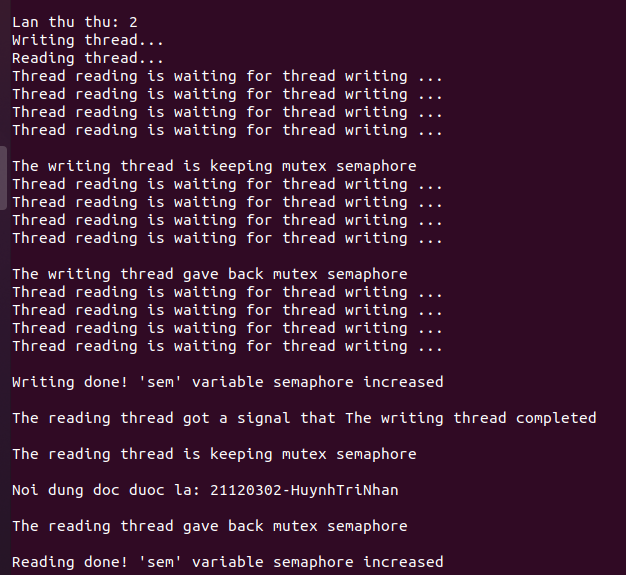 Lan thu thu: 2
Writing thread...
Reading thread...
Thread reading is waiting for thread writing ...
Thread reading is waiting for thread writing ...
Thread reading is waiting for thread writing ...
Thread reading is waiting for thread writing ...
The writing thread is keeping mutex semaphore
Thread reading is waiting for thread writing ...
Thread reading is waiting for thread writing ...
Thread reading is waiting for thread writing ...
Thread reading is waiting for thread writing ...
The writing thread gave back mutex semaphore
Thread reading is waiting for thread writing ...
Thread reading is waiting for thread writing ...
Thread reading is waiting for thread writing ...
Thread reading is waiting for thread writing ...
Writing done! 'sem' variable semaphore increased
The reading thread got a signal that The writing thread completed
The reading thread is keeping mutex semaphore
Noi dung doc duoc la: 21120302-HuynhTriNhan
The reading thread gave back mutex semaphore
Reading done! 'sem' variable semaphore increased